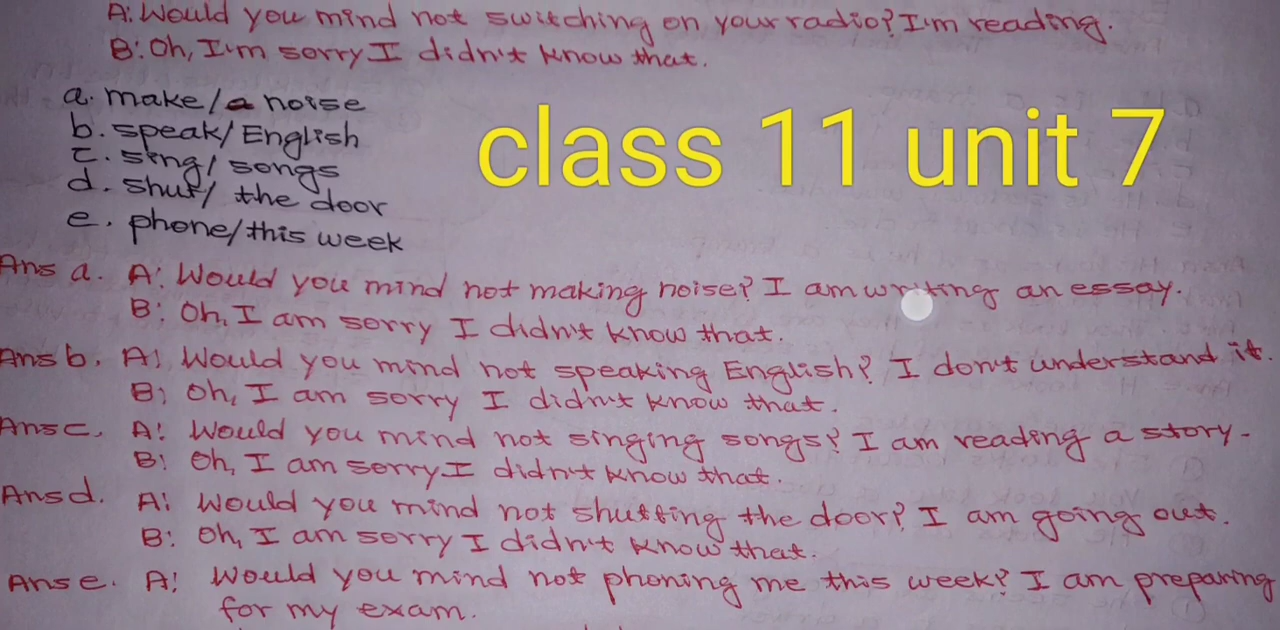 A: Would you mind not switching on your radio? I'm reading.
B: Oh, I'm sorry I didn't know that.
a. make/a noise
b. speak/English
c. sing/ songs
d. shut/ the door
e. phone/this week
class 11 unit 7
Ans a. A: Would you mind not making noise? I am writing an essay.
B: Oh, I am sorry I didn't know that.
Ans b. A: Would you mind not speaking English? I don't understand it.
B; Oh, I am sorry I didn't know that.
Ans c. A: Would you mind not singing songs? I am reading a story.
B: Oh, I am sorry I didn't know that.
Ans d. A: Would you mind not shutting the door? I am going out.
B: Oh, I am sorry I didn't know that.
Ans e. A: Would you mind not phoning me this week? I am preparing
for my exam.